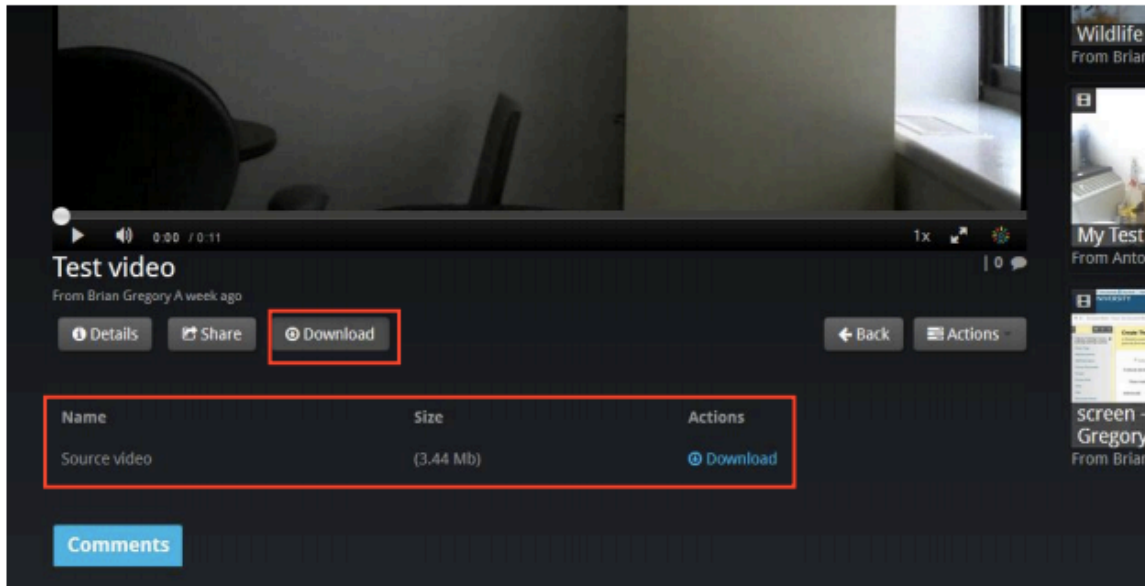 0:00 / 0:11
1x
Test video
| 0
From Brian Gregory A week ago
Details
Share
Download
Back
Actions
Name Size Actions
Source video (3.44 Mb) Download
Comments
Wildlife
From Brian
My Test
From Anto
screen -
Gregory
From Brian